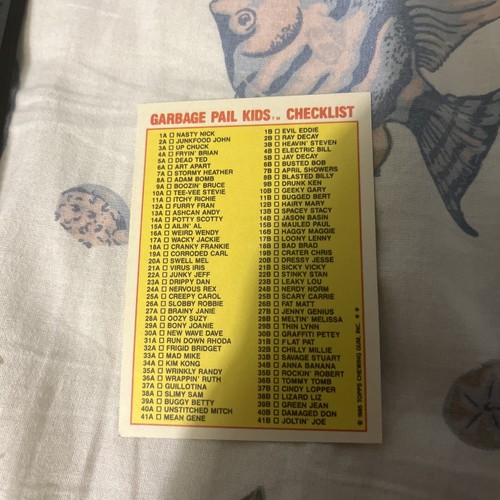 GARBAGE PAIL KIDS TM CHECKLIST
1A ☐ NASTY NICK
2A ☐ JUNKFOOD JOHN
3A ☐ UP CHUCK
4A ☐ FRYIN' BRIAN
5A ☐ DEAD TED
6A ☐ ART APART
7A ☐ STORMY HEATHER
8A ☐ ADAM BOMB
9A ☐ BOOZIN' BRUCE
10A ☐ TEE-VEE STEVIE
11A ☐ ITCHY RICHIE
12A ☐ FURRY FRAN
13A ☐ ASHCAN ANDY
14A ☐ POTTY SCOTTY
15A ☐ AILIN' AL
16A ☐ WEIRD WENDY
17A ☐ WACKY JACKIE
18A ☐ CRANKY FRANKIE
19A ☐ CORRODED CARL
20A ☐ SWELL MEL
21A ☐ VIRUS IRIS
22A ☐ JUNKY JEFF
23A ☐ DRIPPY DAN
24A ☐ NERVOUS REX
25A ☐ CREEPY CAROL
26A ☐ SLOBBY ROBBIE
27A ☐ BRAINY JANIE
28A ☐ OOZY SUZY
29A ☐ BONY JOANIE
30A ☐ NEW WAVE DAVE
31A ☐ RUN DOWN RHODA
32A ☐ FRIGID BRIDGET
33A ☐ MAD MIKE
34A ☐ KIM KONG
35A ☐ WRINKLY RANDY
36A ☐ WRAPPIN' RUTH
37A ☐ GUILLOTINA
38A ☐ SLIMY SAM
39A ☐ BUGGY BETTY
40A ☐ UNSTITCHED MITCH
41A ☐ MEAN GENE
1B ☐ EVIL EDDIE
2B ☐ RAY DECAY
3B ☐ HEAVIN' STEVEN
4B ☐ ELECTRIC BILL
5B ☐ JAY DECAY
6B ☐ BUSTED BOB
7B ☐ APRIL SHOWERS
8B ☐ BLASTED BILLY
9B ☐ DRUNK KEN
10B ☐ GEEKY GARY
11B ☐ BUGGED BERT
12B ☐ HAIRY MARY
13B ☐ SPACEY STACY
14B ☐ JASON BASIN
15B ☐ MAULED PAUL
16B ☐ HAGGY MAGGIE
17B ☐ LOONY LENNY
18B ☐ BAD BRAD
19B ☐ CRATER CHRIS
20B ☐ DRESSY JESSE
21B ☐ SICKY VICKY
22B ☐ STINKY STAN
23B ☐ LEAKY LOU
24B ☐ NERDY NORM
25B ☐ SCARY CARRIE
26B ☐ FAT MATT
27B ☐ JENNY GENIUS
28B ☐ MELTIN' MELISSA
29B ☐ THIN LYNN
30B ☐ GRAFFITI PETEY
31B ☐ FLAT PAT
32B ☐ CHILLY MILLIE
33B ☐ SAVAGE STUART
34B ☐ ANNA BANANA
35B ☐ ROCKIN' ROBERT
36B ☐ TOMMY TOMB
37B ☐ CINDY LOPPER
38B ☐ LIZARD LIZ
39B ☐ GREEN JEAN
40B ☐ DAMAGED DON
41B ☐ JOLTIN' JOE
© 1985 TOPPS CHEWING GUM, INC. ✱✱